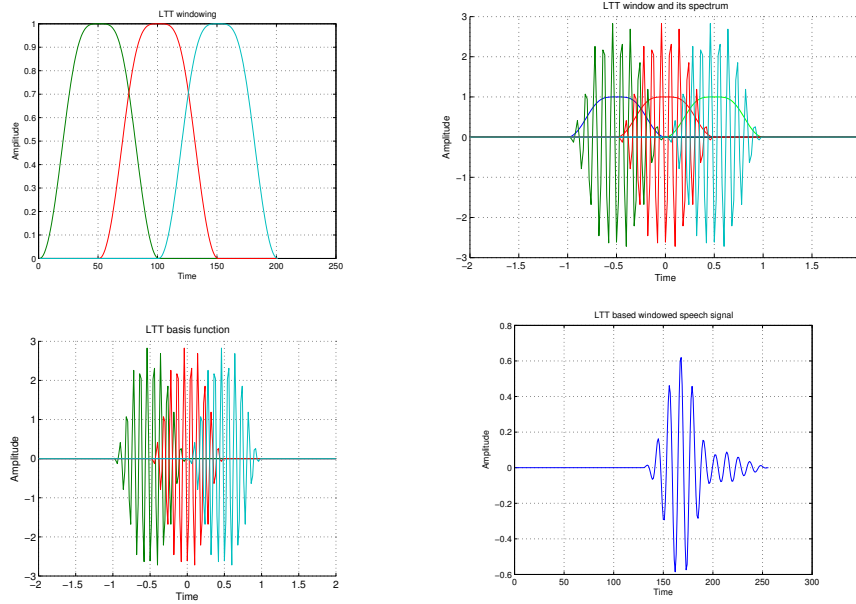 LTT windowing
1
0.9
0.8
0.7
0.6
0.5
0.4
0.3
0.2
0.1
0
Amplitude
0 50 100 150 200 250
Time
LTT window and its spectrum
3
2
1
0
−1
−2
−3
Amplitude
−2 −1.5 −1 −0.5 0 0.5 1 1.5 2
Time
LTT basis function
3
2
1
0
−1
−2
−3
Amplitude
−2 −1.5 −1 −0.5 0 0.5 1 1.5 2
Time
LTT based windowed speech signal
0.8
0.6
0.4
0.2
0
−0.2
−0.4
−0.6
Amplitude
0 50 100 150 200 250 300
Time